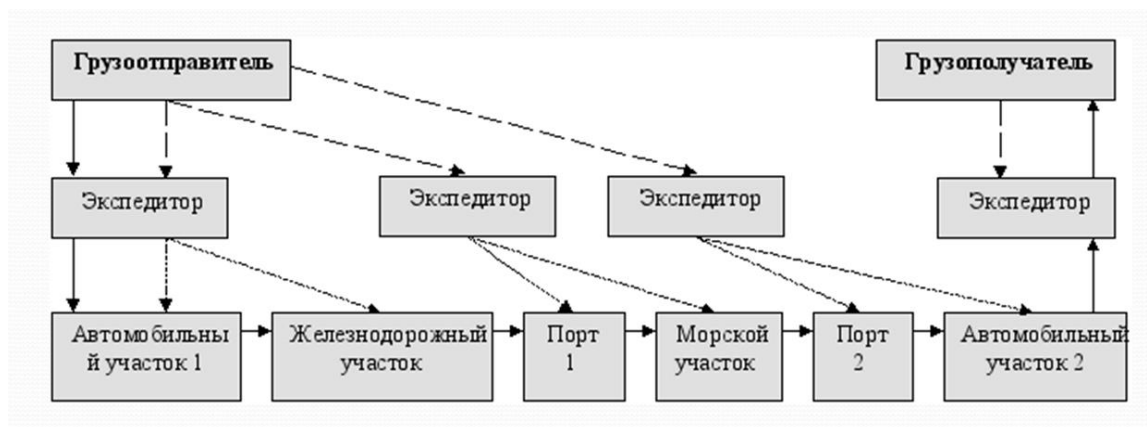 Грузоотправитель
Грузополучатель
Экспедитор
Экспедитор
Экспедитор
Экспедитор
Автомобильны
й участок 1
Железнодорожный
участок
Порт
1
Морской
участок
Порт
2
Автомобильный
участок 2